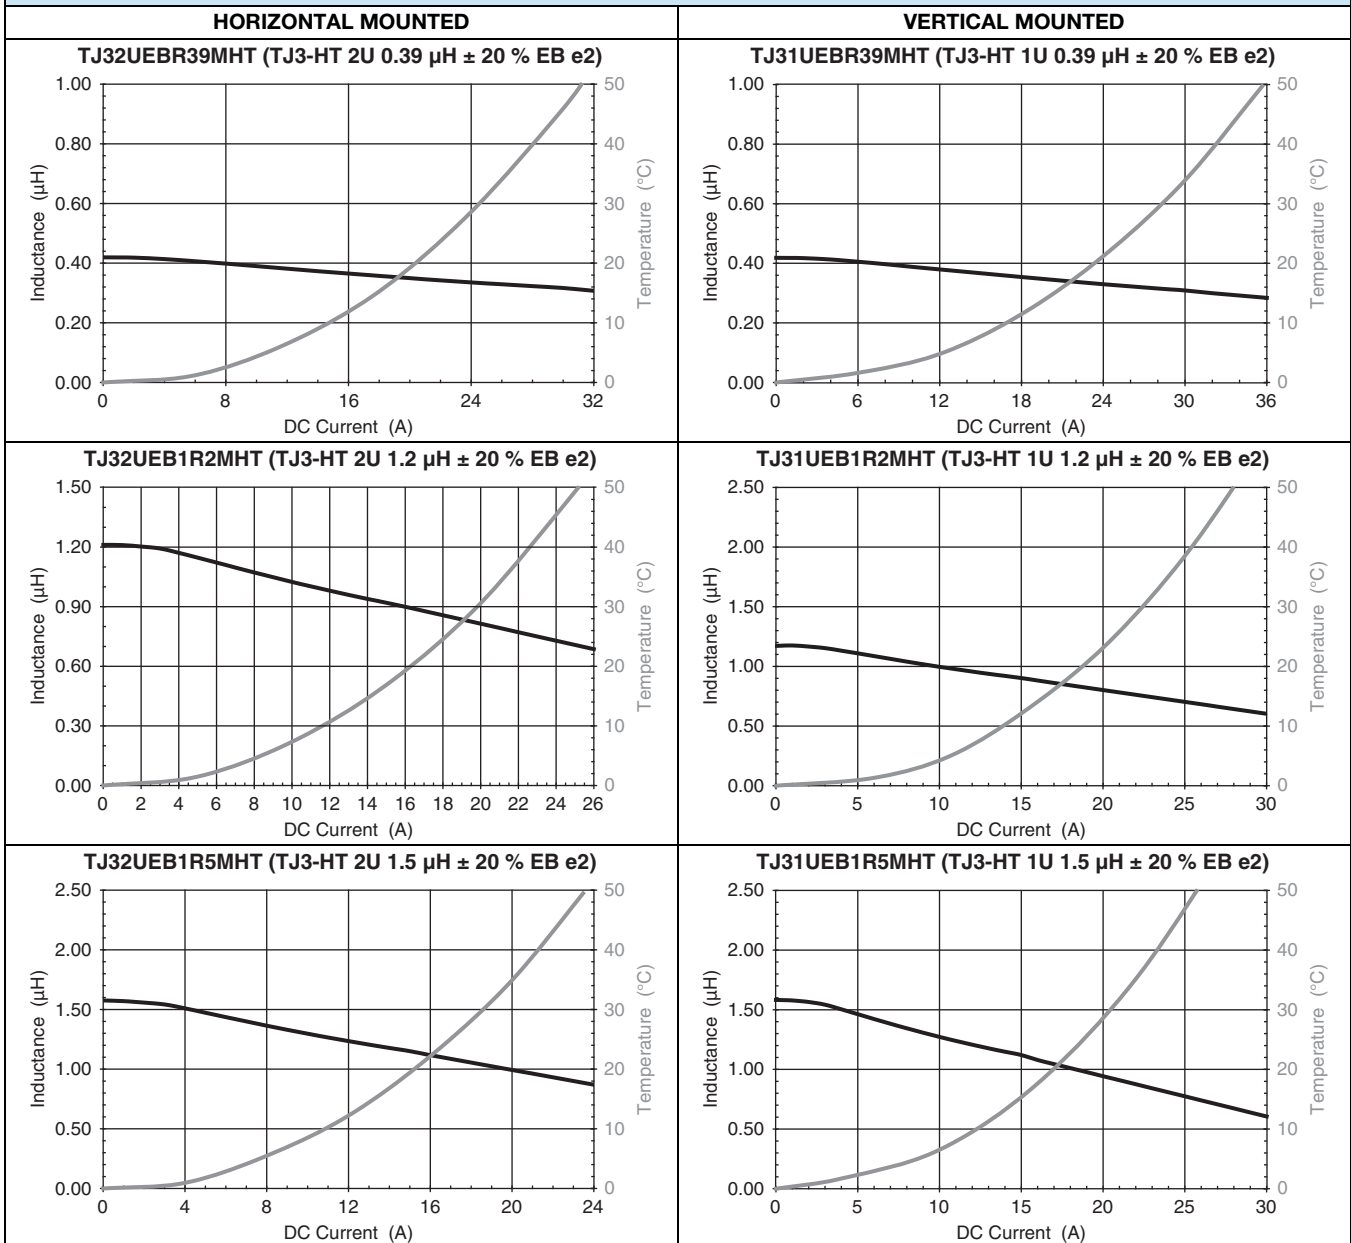 HORIZONTAL MOUNTED
VERTICAL MOUNTED
TJ32UEBR39MHT (TJ3-HT 2U 0.39 µH ± 20 % EB e2)
1.00
0.80
0.60
0.40
0.20
0.00
Inductance (µH)
50
40
30
20
10
0
Temperature (°C)
0 8 16 24 32
DC Current (A)
TJ31UEBR39MHT (TJ3-HT 1U 0.39 µH ± 20 % EB e2)
1.00
0.80
0.60
0.40
0.20
0.00
Inductance (µH)
50
40
30
20
10
0
Temperature (°C)
0 6 12 18 24 30 36
DC Current (A)
TJ32UEB1R2MHT (TJ3-HT 2U 1.2 µH ± 20 % EB e2)
1.50
1.20
0.90
0.60
0.30
0.00
Inductance (µH)
50
40
30
20
10
0
Temperature (°C)
0 2 4 6 8 10 12 14 16 18 20 22 24 26
DC Current (A)
TJ31UEB1R2MHT (TJ3-HT 1U 1.2 µH ± 20 % EB e2)
2.50
2.00
1.50
1.00
0.50
0.00
Inductance (µH)
50
40
30
20
10
0
Temperature (°C)
0 5 10 15 20 25 30
DC Current (A)
TJ32UEB1R5MHT (TJ3-HT 2U 1.5 µH ± 20 % EB e2)
2.50
2.00
1.50
1.00
0.50
0.00
Inductance (µH)
50
40
30
20
10
0
Temperature (°C)
0 4 8 12 16 20 24
DC Current (A)
TJ31UEB1R5MHT (TJ3-HT 1U 1.5 µH ± 20 % EB e2)
2.50
2.00
1.50
1.00
0.50
0.00
Inductance (µH)
50
40
30
20
10
0
Temperature (°C)
0 5 10 15 20 25 30
DC Current (A)